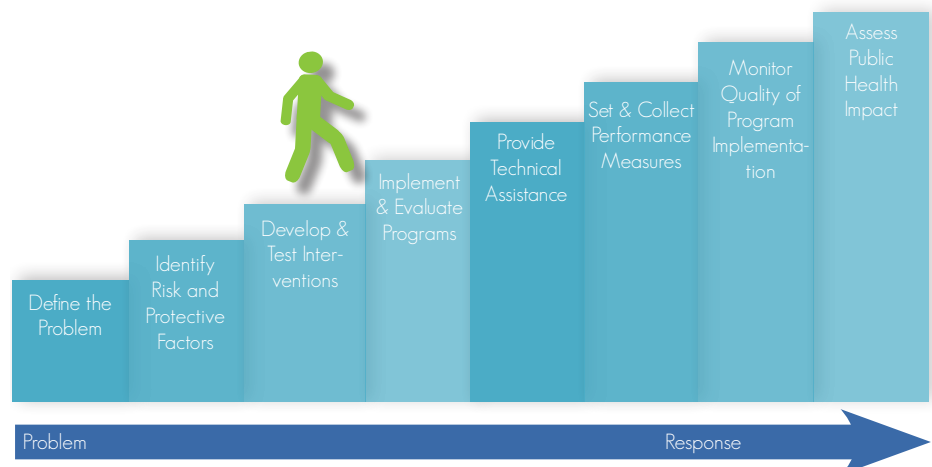 Define the
Problem
Identify
Risk and
Protective
Factors
Develop &
Test Inter-
ventions
Implement
& Evaluate
Programs
Provide
Technical
Assistance
Set & Collect
Performance
Measures
Monitor
Quality of
Program
Implementa-
tion
Assess
Public
Health
Impact
Problem
Response